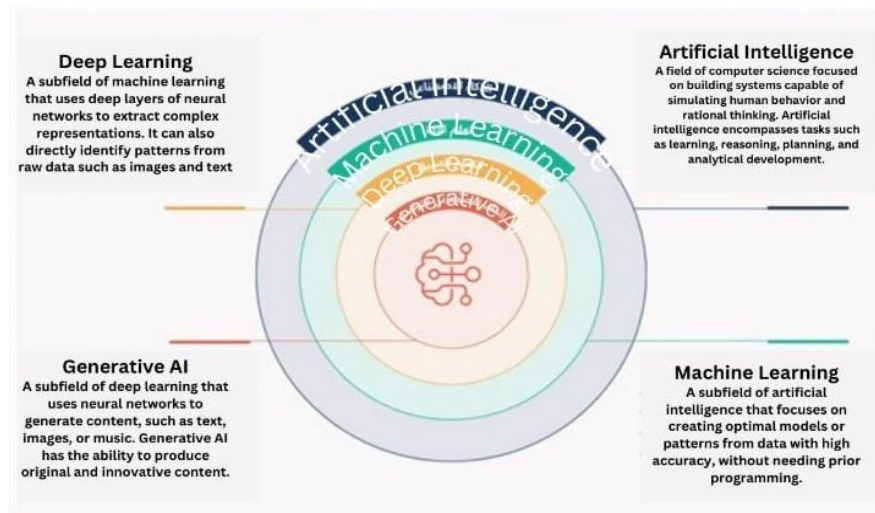 Deep Learning
A subfield of machine learning
that uses deep layers of neural
networks to extract complex
representations. It can also
directly identify patterns from
raw data such as images and text
Artificial Intelligence
A field of computer science focused
on building systems capable of
simulating human behavior and
rational thinking. Artificial
intelligence encompasses tasks such
as learning, reasoning, planning, and
analytical development.
Artificial Intelligence
Machine Learning
Deep Learning
Generative AI
Generative AI
A subfield of deep learning that
uses neural networks to
generate content, such as text,
images, or music. Generative AI
has the ability to produce
original and innovative content.
Machine Learning
A subfield of artificial
intelligence that focuses on
creating optimal models or
patterns from data with high
accuracy, without needing prior
programming.